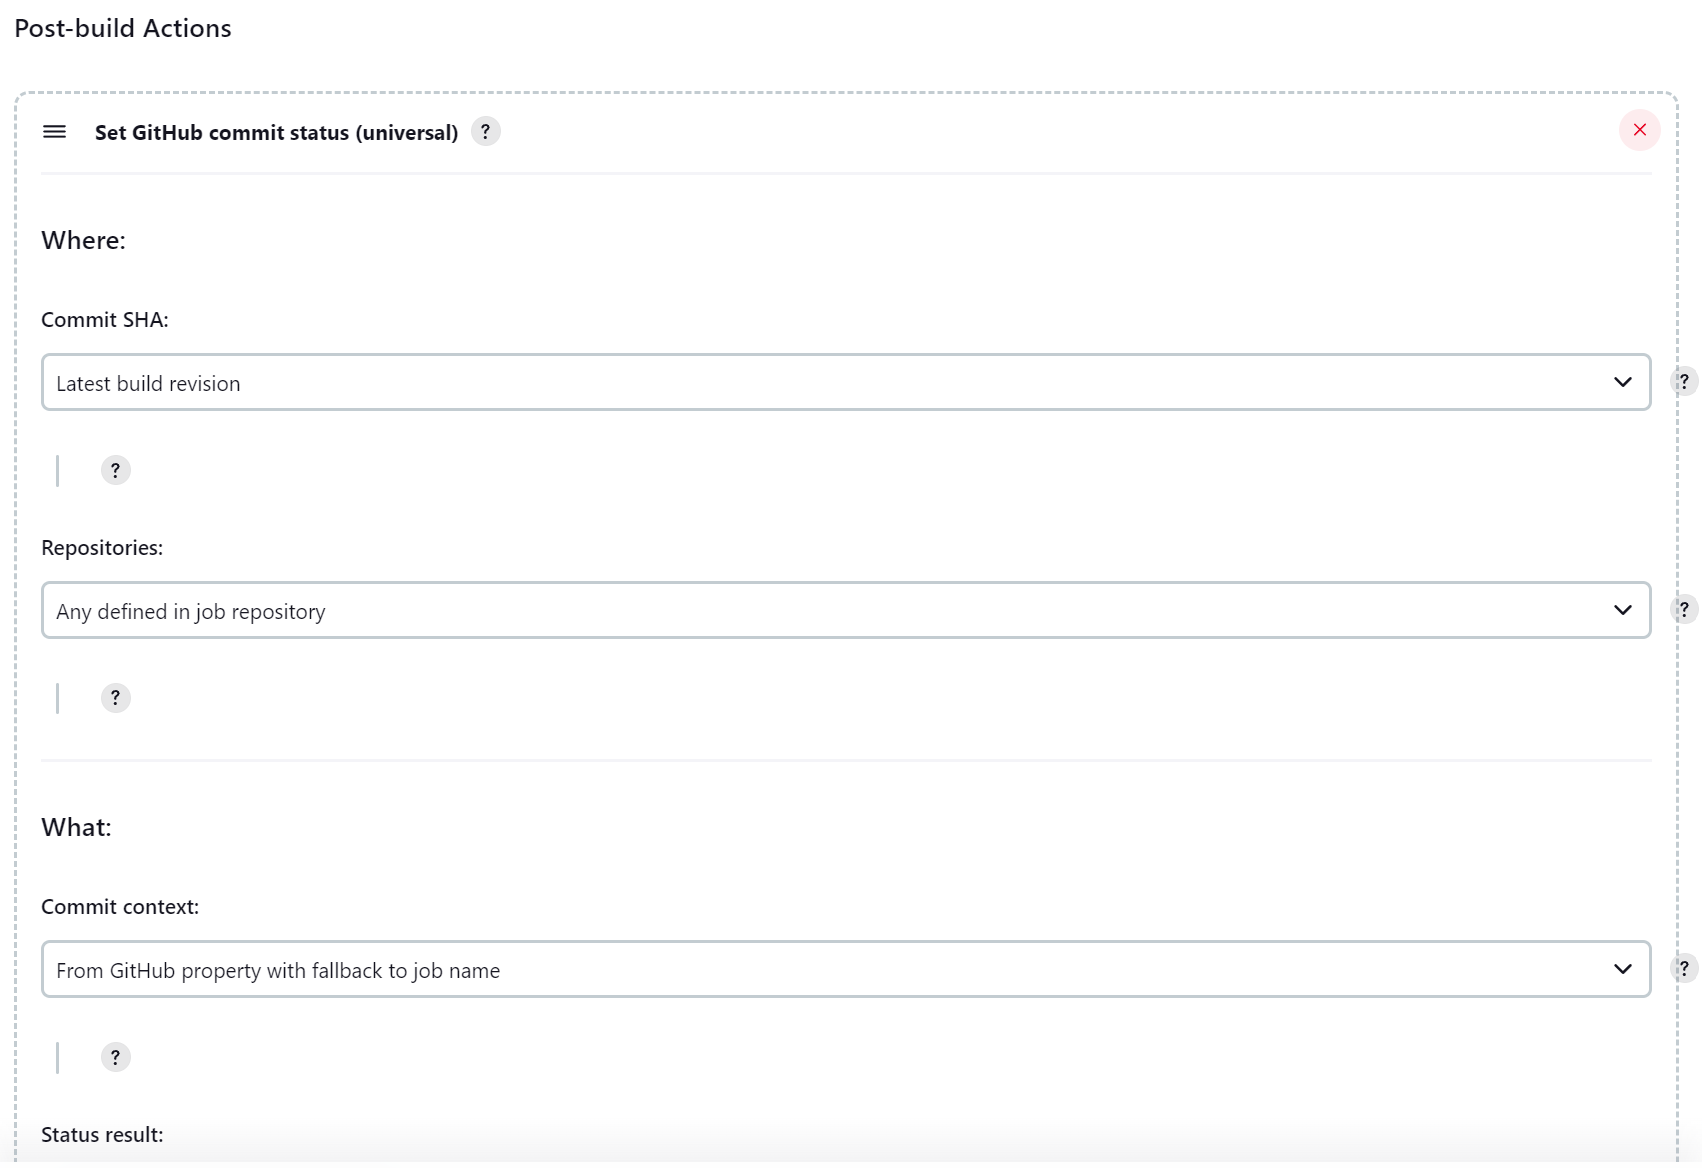 Post-build Actions
Set GitHub commit status (universal) ?
Where:
Commit SHA:
Latest build revision
?
?
Repositories:
Any defined in job repository
?
?
What:
Commit context:
From GitHub property with fallback to job name
?
?
Status result: